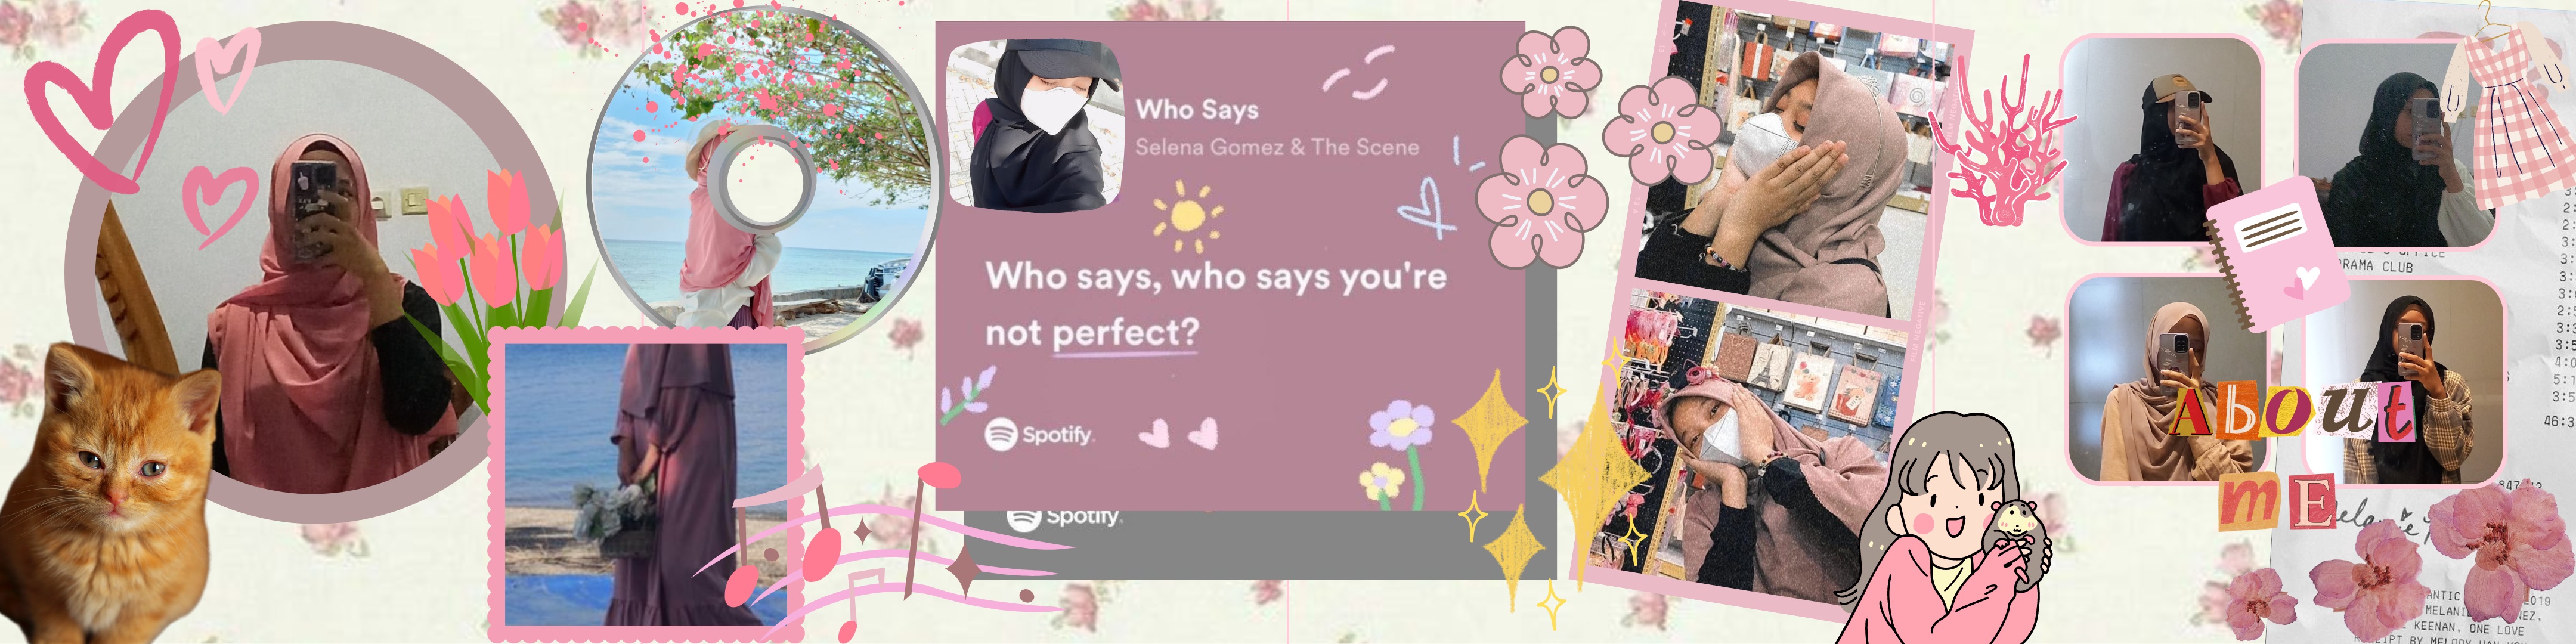 Who Says
Selena Gomez & The Scene
Who says, who says you're
not perfect?
Spotify
Spotify
DRAMA CLUB
About
mE
KEENAN, ONE LOVE